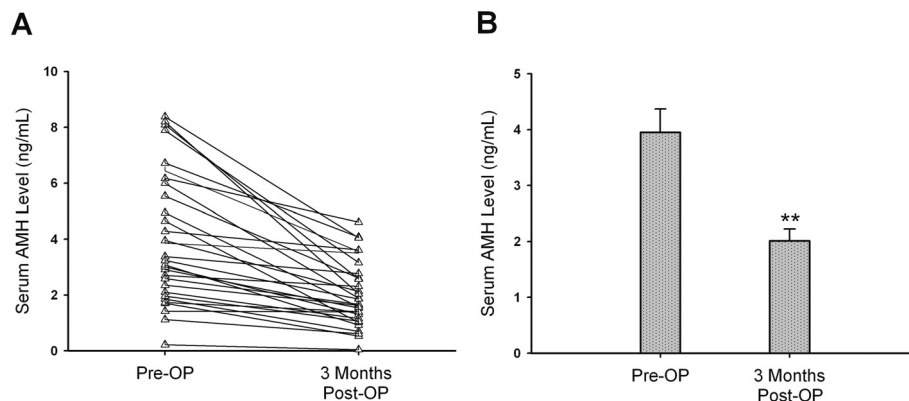 A
B
Serum AMH Level (ng/mL)
10
8
6
4
2
0
Pre-OP
3 Months
Post-OP
Serum AMH Level (ng/mL)
5
4
3
2
1
0
**
Pre-OP
3 Months
Post-OP